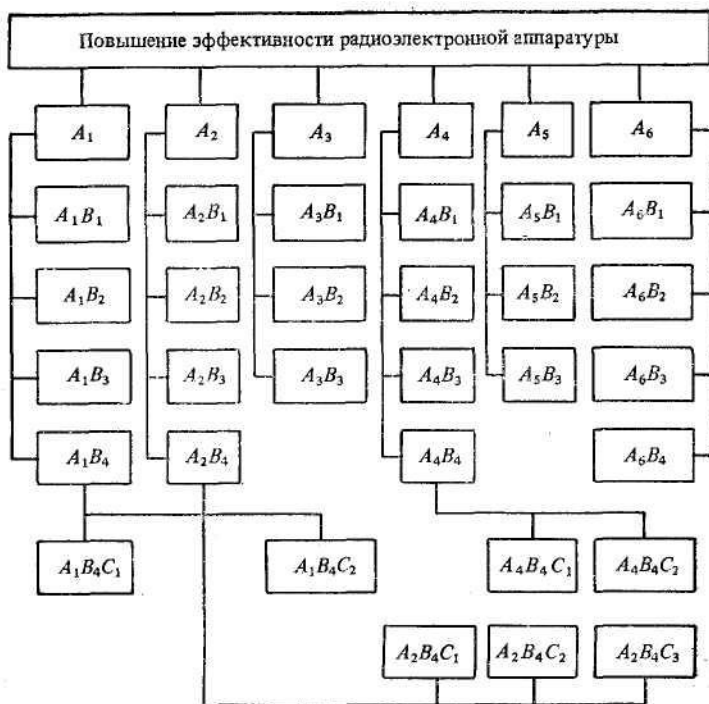 Повышение эффективности радиоэлектронной аппаратуры
A₁ A₂ A₃ A₄ A₅ A₆
A₁B₁ A₂B₁ A₃B₁ A₄B₁ A₅B₁ A₆B₁
A₁B₂ A₂B₂ A₃B₂ A₄B₂ A₅B₂ A₆B₂
A₁B₃ A₂B₃ A₃B₃ A₄B₃ A₅B₃ A₆B₃
A₁B₄ A₂B₄ A₄B₄ A₆B₄
A₁B₄C₁ A₁B₄C₂ A₄B₄C₁ A₄B₄C₂
A₂B₄C₁ A₂B₄C₂ A₂B₄C₃